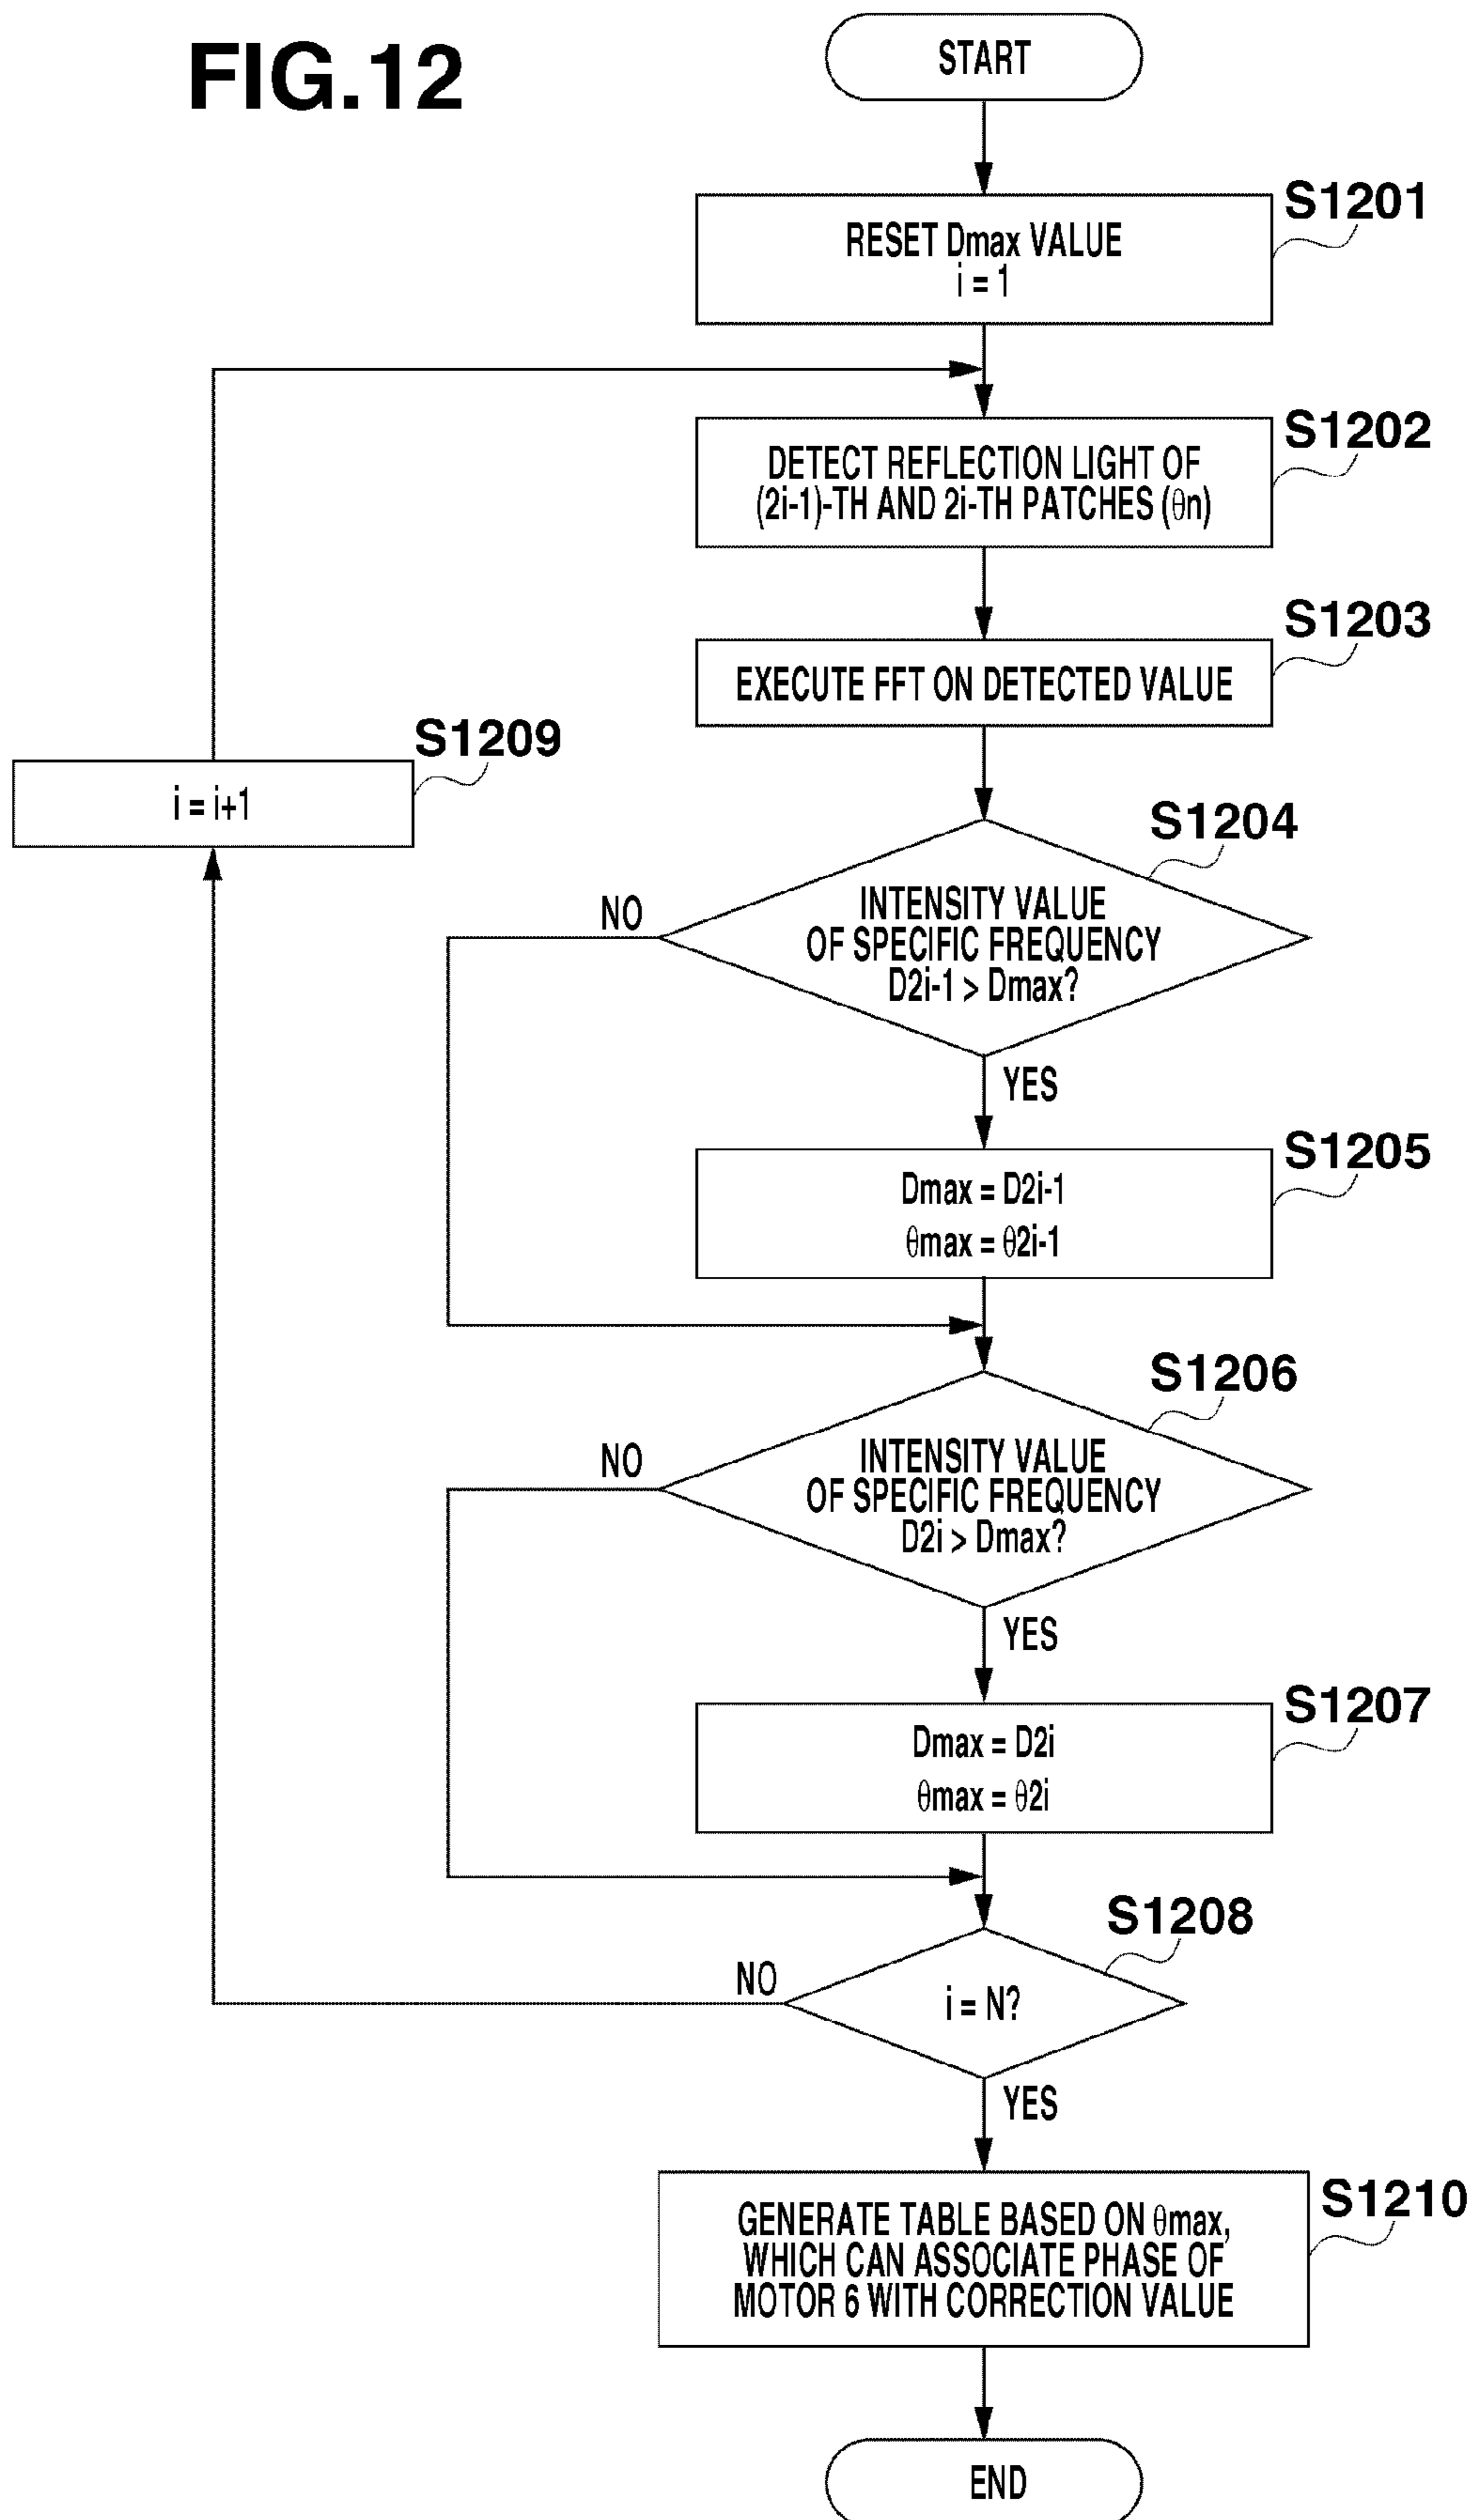 FIG.12
START
S1201
RESET Dmax VALUE
i = 1
S1202
DETECT REFLECTION LIGHT OF
(2i-1)-TH AND 2i-TH PATCHES (θn)
S1203
EXECUTE FFT ON DETECTED VALUE
S1209
i = i+1
S1204
INTENSITY VALUE
OF SPECIFIC FREQUENCY
D2i-1 > Dmax?
NO
YES
S1205
Dmax = D2i-1
θmax = θ2i-1
S1206
INTENSITY VALUE
OF SPECIFIC FREQUENCY
D2i > Dmax?
NO
YES
S1207
Dmax = D2i
θmax = θ2i
S1208
i = N?
NO
YES
S1210
GENERATE TABLE BASED ON θmax,
WHICH CAN ASSOCIATE PHASE OF
MOTOR 6 WITH CORRECTION VALUE
END